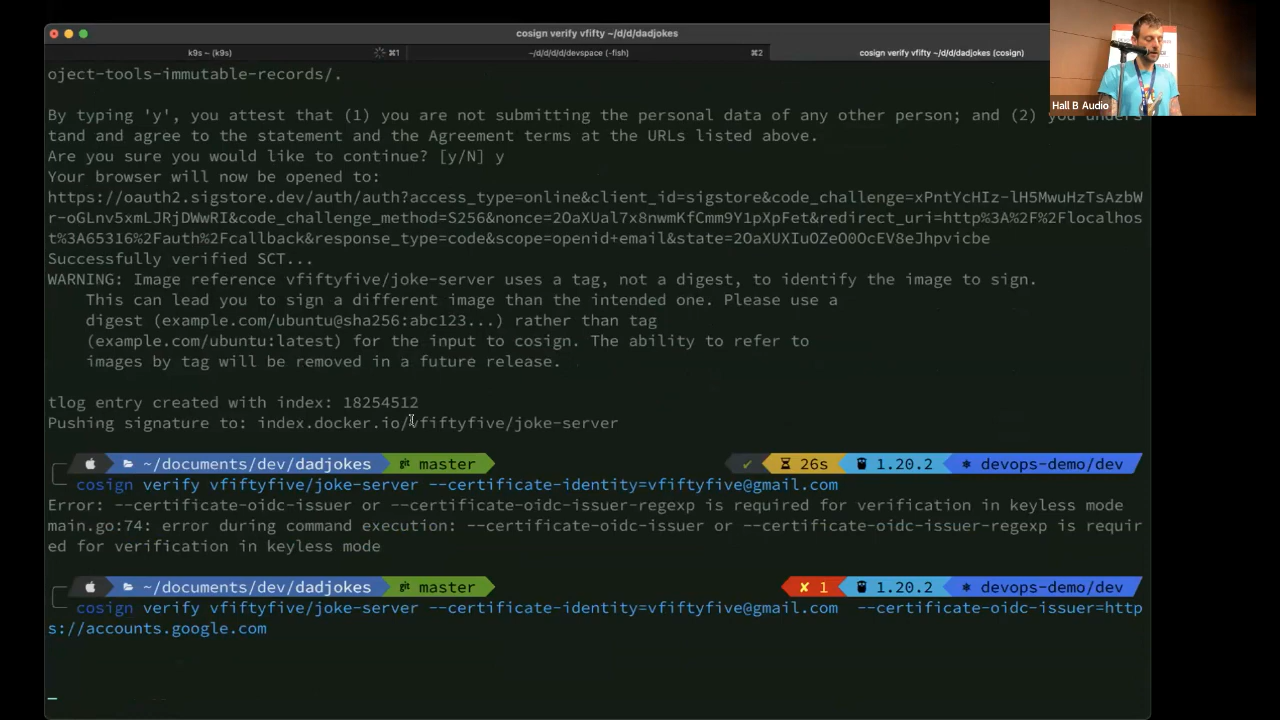 cosign verify vfifty ~/d/d/dadjokes
k9s ~ (k9s) ⌘1 ~/d/d/d/d/devspace (-fish) ⌘2 cosign verify vfifty ~/d/d/dadjokes (cosign)
oject-tools-immutable-records/.
By typing 'y', you attest that (1) you are not submitting the personal data of any other person; and (2) you unders
tand and agree to the statement and the Agreement terms at the URLs listed above.
Are you sure you would like to continue? [y/N] y
Your browser will now be opened to:
https://oauth2.sigstore.dev/auth/auth?access_type=online&client_id=sigstore&code_challenge=xPntYcHIz-lH5MwuHzTsAzbW
r-oGLnv5xmLJRjDWwRI&code_challenge_method=S256&nonce=2OaXUal7x8nwmKfCmm9Y1pXpFet&redirect_uri=http%3A%2F%2Flocalhos
t%3A65316%2Fauth%2Fcallback&response_type=code&scope=openid+email&state=2OaXUXIuOZeO0OcEV8eJhpvicbe
Successfully verified SCT...
WARNING: Image reference vfiftyfive/joke-server uses a tag, not a digest, to identify the image to sign.
This can lead you to sign a different image than the intended one. Please use a
digest (example.com/ubuntu@sha256:abc123...) rather than tag
(example.com/ubuntu:latest) for the input to cosign. The ability to refer to
images by tag will be removed in a future release.
tlog entry created with index: 18254512
Pushing signature to: index.docker.io/vfiftyfive/joke-server
~/documents/dev/dadjokes git master ✓ 26s 1.20.2 ⎈ devops-demo/dev
cosign verify vfiftyfive/joke-server --certificate-identity=vfiftyfive@gmail.com
Error: --certificate-oidc-issuer or --certificate-oidc-issuer-regexp is required for verification in keyless mode
main.go:74: error during command execution: --certificate-oidc-issuer or --certificate-oidc-issuer-regexp is requir
ed for verification in keyless mode
~/documents/dev/dadjokes git master ✘ 1 1.20.2 ⎈ devops-demo/dev
cosign verify vfiftyfive/joke-server --certificate-identity=vfiftyfive@gmail.com --certificate-oidc-issuer=http
s://accounts.google.com
Hall B Audio